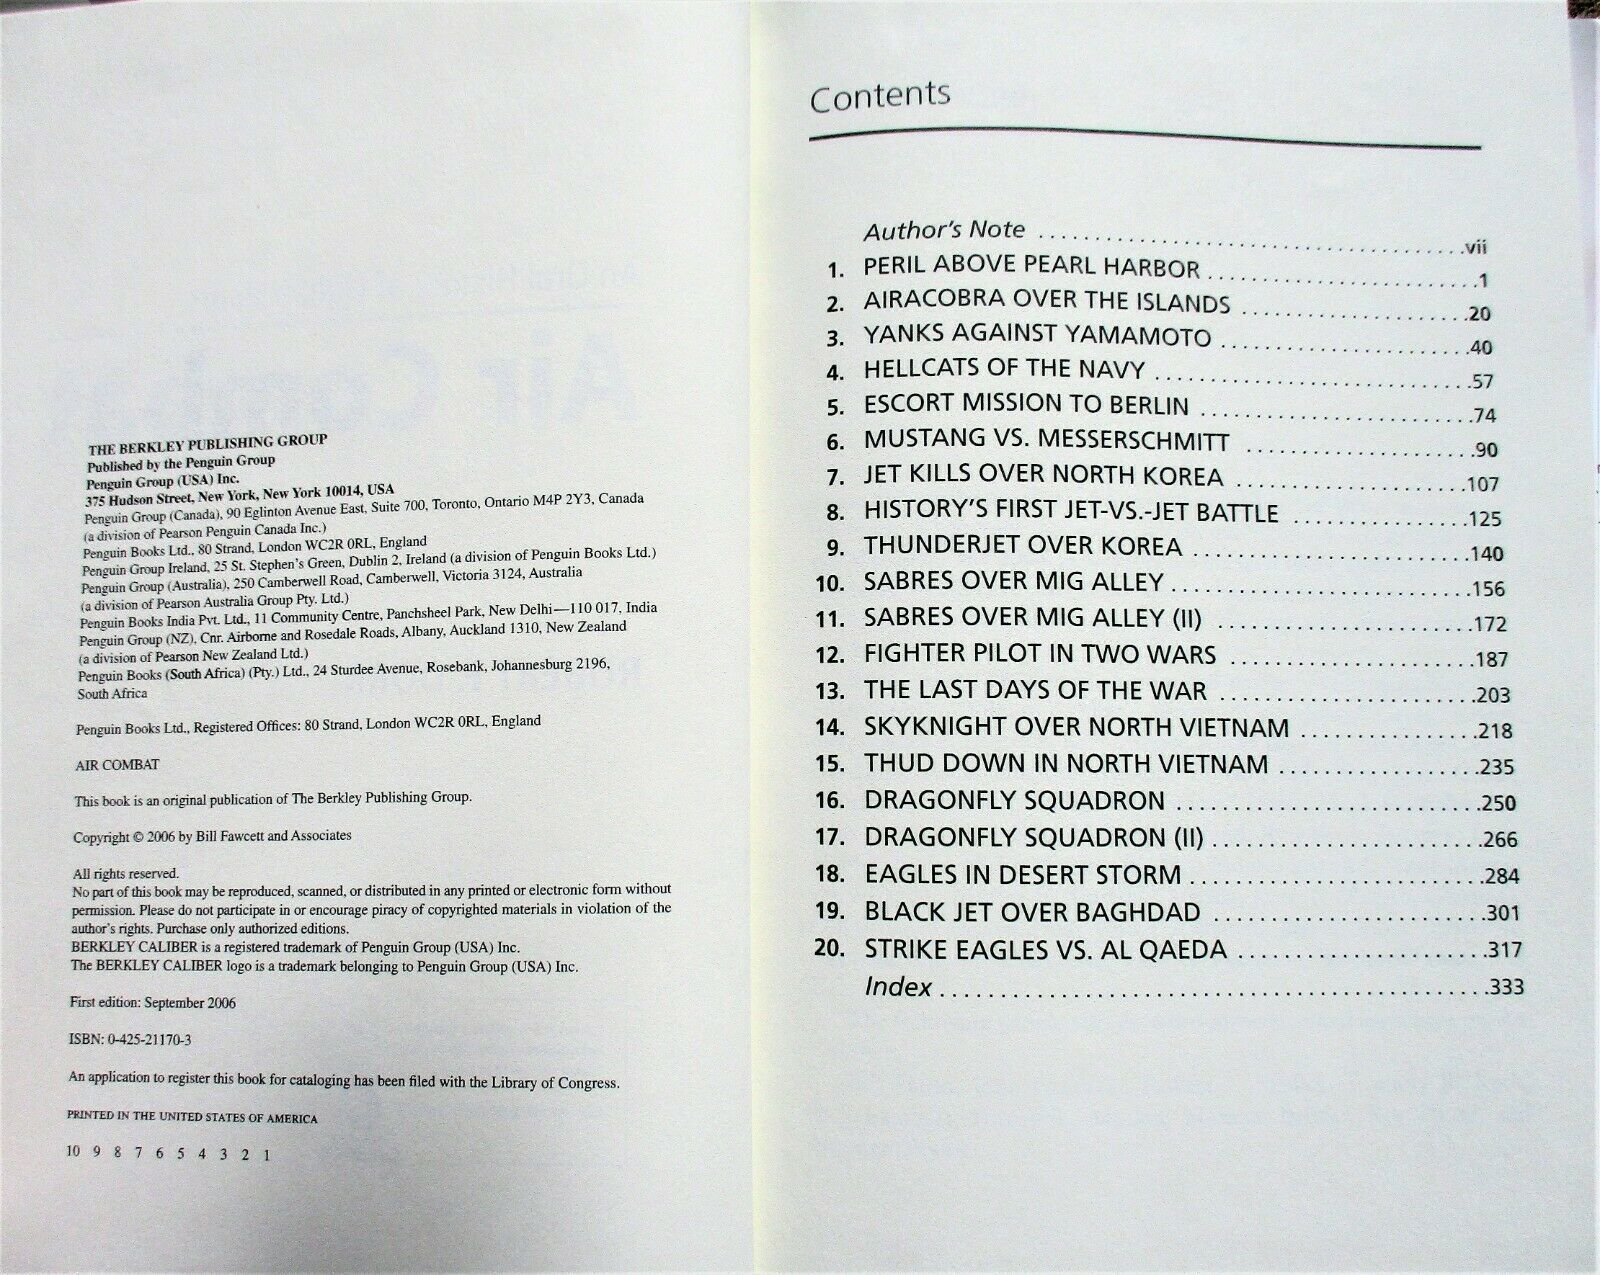 THE BERKLEY PUBLISHING GROUP
Published by the Penguin Group
Penguin Group (USA) Inc.
375 Hudson Street, New York, New York 10014, USA
Penguin Group (Canada), 90 Eglinton Avenue East, Suite 700, Toronto, Ontario M4P 2Y3, Canada
(a division of Pearson Penguin Canada Inc.)
Penguin Books Ltd., 80 Strand, London WC2R 0RL, England
Penguin Group Ireland, 25 St. Stephen's Green, Dublin 2, Ireland (a division of Penguin Books Ltd.)
Penguin Group (Australia), 250 Camberwell Road, Camberwell, Victoria 3124, Australia
(a division of Pearson Australia Group Pty. Ltd.)
Penguin Books India Pvt. Ltd., 11 Community Centre, Panchsheel Park, New Delhi—110 017, India
Penguin Group (NZ), Cnr. Airborne and Rosedale Roads, Albany, Auckland 1310, New Zealand
(a division of Pearson New Zealand Ltd.)
Penguin Books (South Africa) (Pty.) Ltd., 24 Sturdee Avenue, Rosebank, Johannesburg 2196,
South Africa
Penguin Books Ltd., Registered Offices: 80 Strand, London WC2R 0RL, England
AIR COMBAT
This book is an original publication of The Berkley Publishing Group.
Copyright © 2006 by Bill Fawcett and Associates
All rights reserved.
No part of this book may be reproduced, scanned, or distributed in any printed or electronic form without
permission. Please do not participate in or encourage piracy of copyrighted materials in violation of the
author's rights. Purchase only authorized editions.
BERKLEY CALIBER is a registered trademark of Penguin Group (USA) Inc.
The BERKLEY CALIBER logo is a trademark belonging to Penguin Group (USA) Inc.
First edition: September 2006
ISBN: 0-425-21170-3
An application to register this book for cataloging has been filed with the Library of Congress.
PRINTED IN THE UNITED STATES OF AMERICA
10 9 8 7 6 5 4 3 2 1
Contents
Author's Note ........ vii
1. PERIL ABOVE PEARL HARBOR ........ 1
2. AIRACOBRA OVER THE ISLANDS ........ 20
3. YANKS AGAINST YAMAMOTO ........ 40
4. HELLCATS OF THE NAVY ........ 57
5. ESCORT MISSION TO BERLIN ........ 74
6. MUSTANG VS. MESSERSCHMITT ........ 90
7. JET KILLS OVER NORTH KOREA ........ 107
8. HISTORY'S FIRST JET-VS.-JET BATTLE ........ 125
9. THUNDERJET OVER KOREA ........ 140
10. SABRES OVER MIG ALLEY ........ 156
11. SABRES OVER MIG ALLEY (II) ........ 172
12. FIGHTER PILOT IN TWO WARS ........ 187
13. THE LAST DAYS OF THE WAR ........ 203
14. SKYKNIGHT OVER NORTH VIETNAM ........ 218
15. THUD DOWN IN NORTH VIETNAM ........ 235
16. DRAGONFLY SQUADRON ........ 250
17. DRAGONFLY SQUADRON (II) ........ 266
18. EAGLES IN DESERT STORM ........ 284
19. BLACK JET OVER BAGHDAD ........ 301
20. STRIKE EAGLES VS. AL QAEDA ........ 317
Index ........ 333